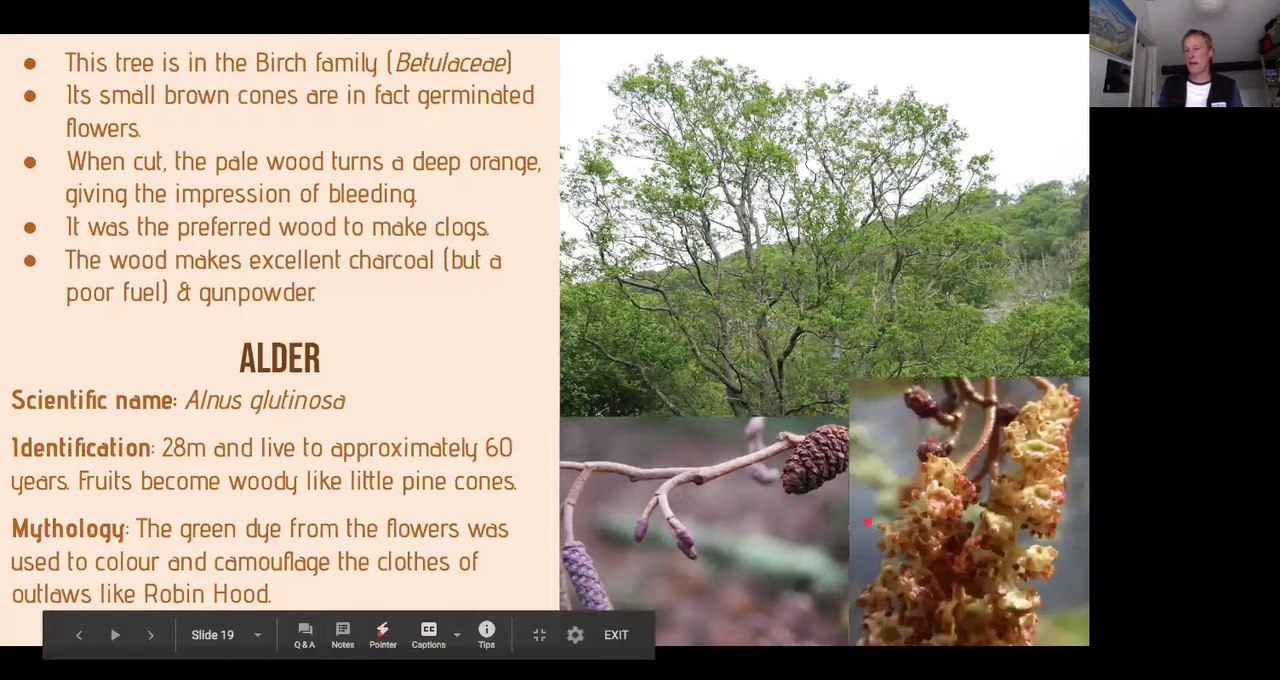 ● This tree is in the Birch family (Betulaceae)
● Its small brown cones are in fact germinated
flowers.
● When cut, the pale wood turns a deep orange,
giving the impression of bleeding.
● It was the preferred wood to make clogs.
● The wood makes excellent charcoal (but a
poor fuel) & gunpowder.
ALDER
Scientific name: Alnus glutinosa
Identification: 28m and live to approximately 60
years. Fruits become woody like little pine cones.
Mythology: The green dye from the flowers was
used to colour and camouflage the clothes of
outlaws like Robin Hood.
Slide 19
Q & A
Notes
Pointer
Captions
Tips
EXIT